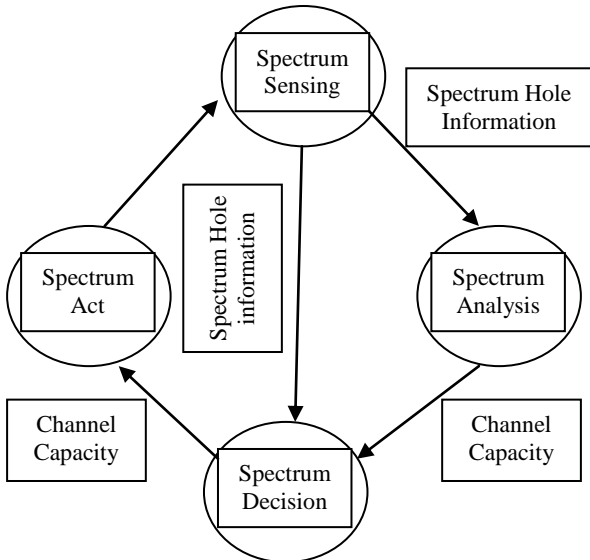 Spectrum
Sensing
Spectrum Hole
Information
Spectrum Hole
information
Spectrum
Act
Spectrum
Analysis
Channel
Capacity
Channel
Capacity
Spectrum
Decision